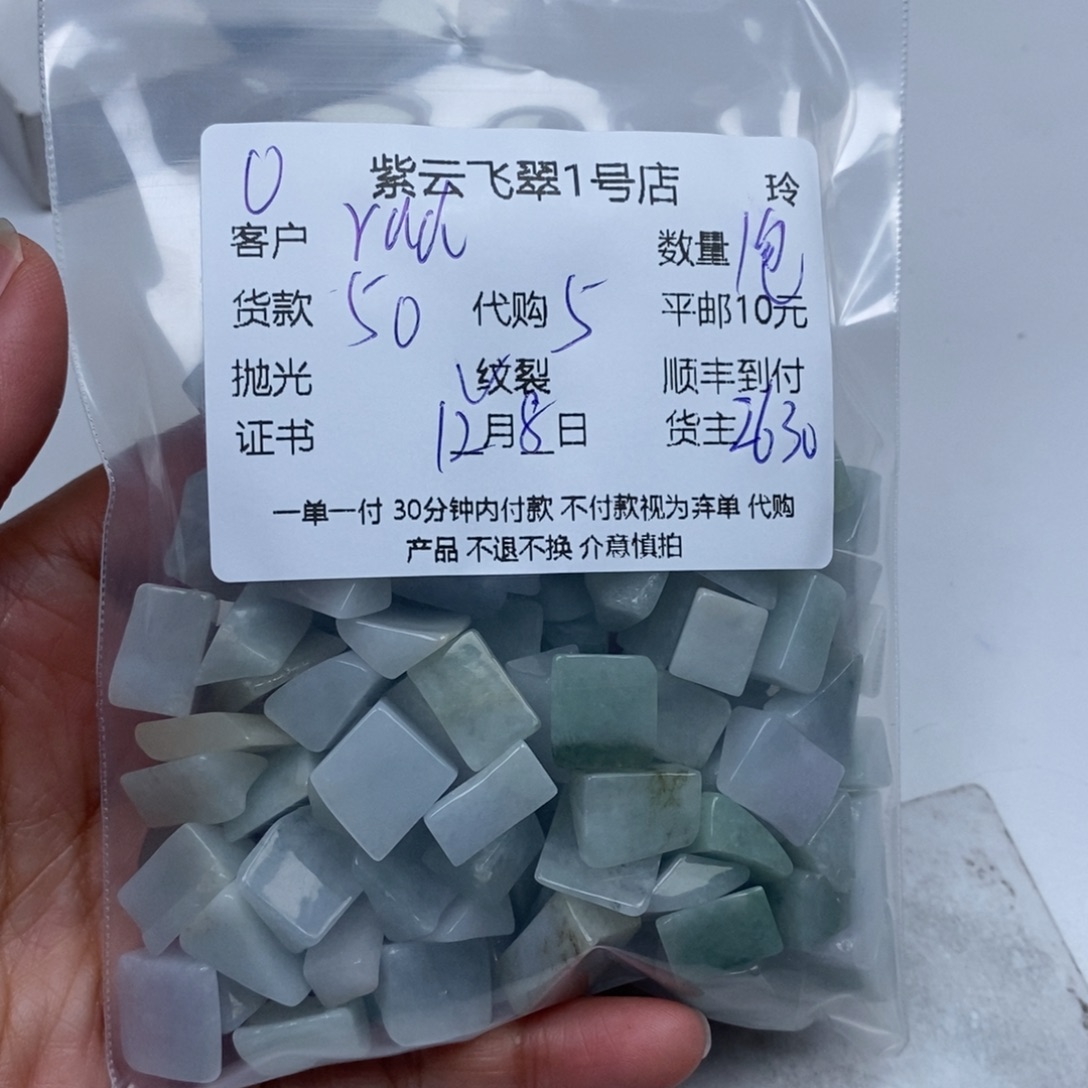 0 紫云飞翠1号店 玲
客户 rad 数量 1包
货款 50 代购 5 平邮10元
抛光 纹裂 顺丰到付
证书 12月8日 货主 2630
一单一付 30分钟内付款 不付款视为弃单 代购
产品 不退不换 介意慎拍